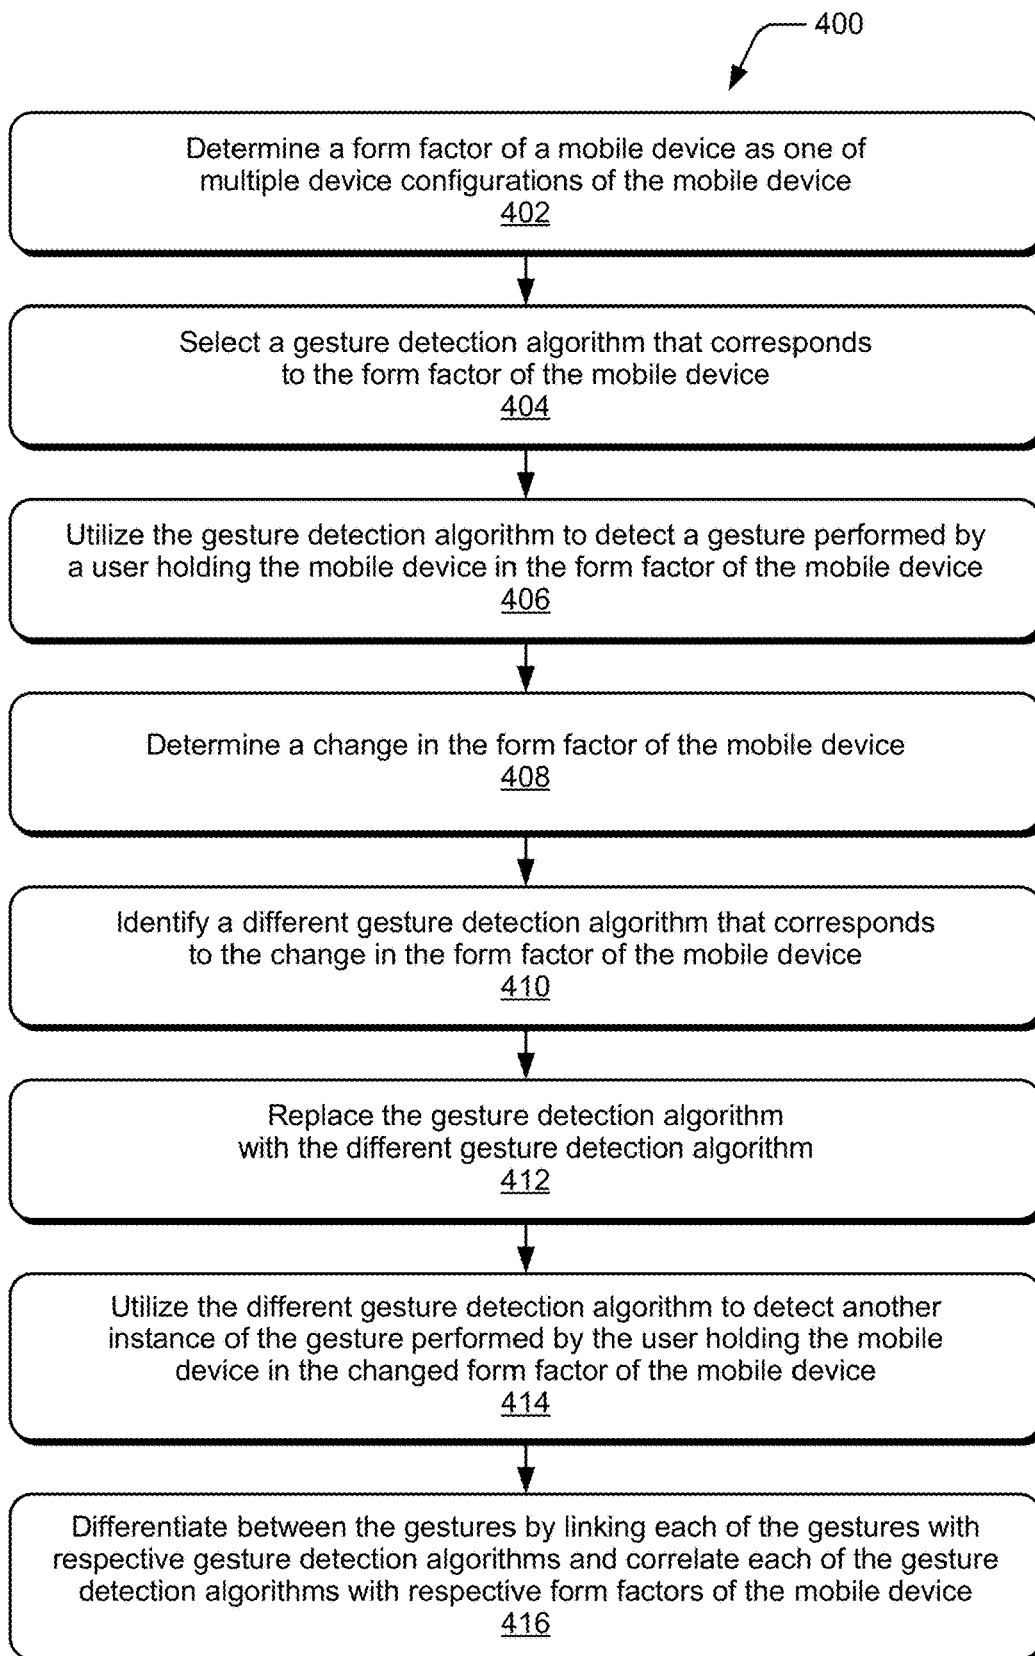 400
Determine a form factor of a mobile device as one of
multiple device configurations of the mobile device
402
Select a gesture detection algorithm that corresponds
to the form factor of the mobile device
404
Utilize the gesture detection algorithm to detect a gesture performed by
a user holding the mobile device in the form factor of the mobile device
406
Determine a change in the form factor of the mobile device
408
Identify a different gesture detection algorithm that corresponds
to the change in the form factor of the mobile device
410
Replace the gesture detection algorithm
with the different gesture detection algorithm
412
Utilize the different gesture detection algorithm to detect another
instance of the gesture performed by the user holding the mobile
device in the changed form factor of the mobile device
414
Differentiate between the gestures by linking each of the gestures with
respective gesture detection algorithms and correlate each of the gesture
detection algorithms with respective form factors of the mobile device
416